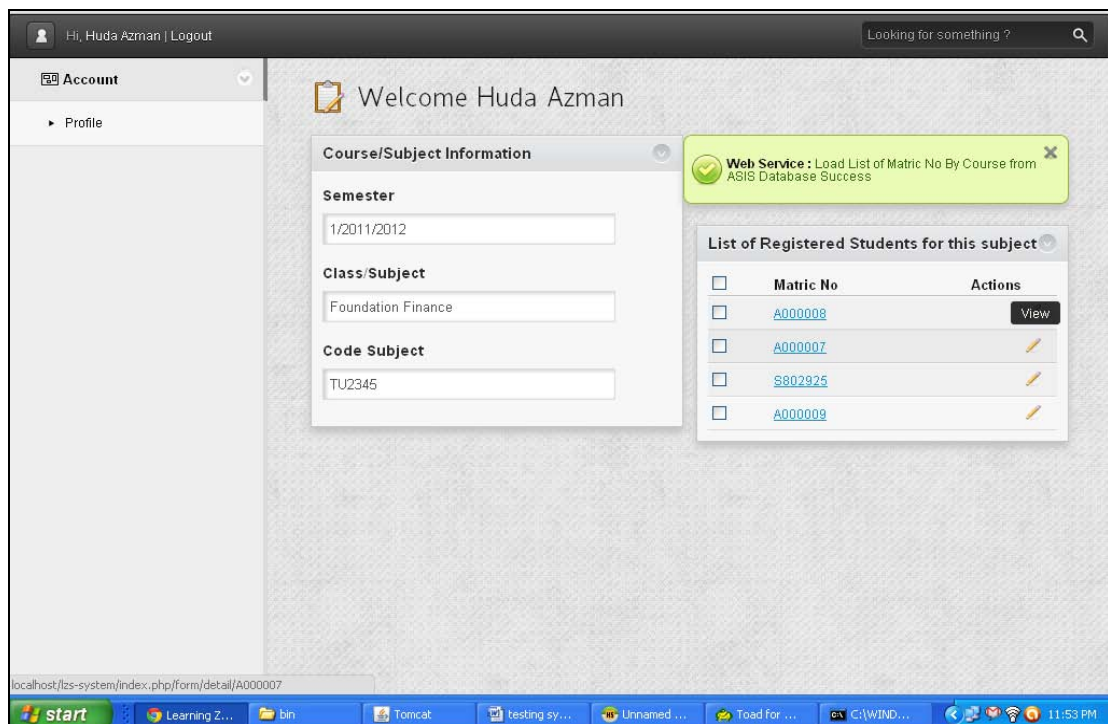 Hi, Huda Azman | Logout
Looking for something ?
Account
Profile
Welcome Huda Azman
Course/Subject Information
Semester
1/2011/2012
Class/Subject
Foundation Finance
Code Subject
TU2345
Web Service : Load List of Matric No By Course from
ASIS Database Success
List of Registered Students for this subject
Matric No Actions
A000008 View
A000007
S802925
A000009
localhost/lzs-system/index.php/form/detail/A000007
start Learning Z... bin Tomcat testing sy... Unnamed ... Toad for ... C:\WIND... 11:53 PM